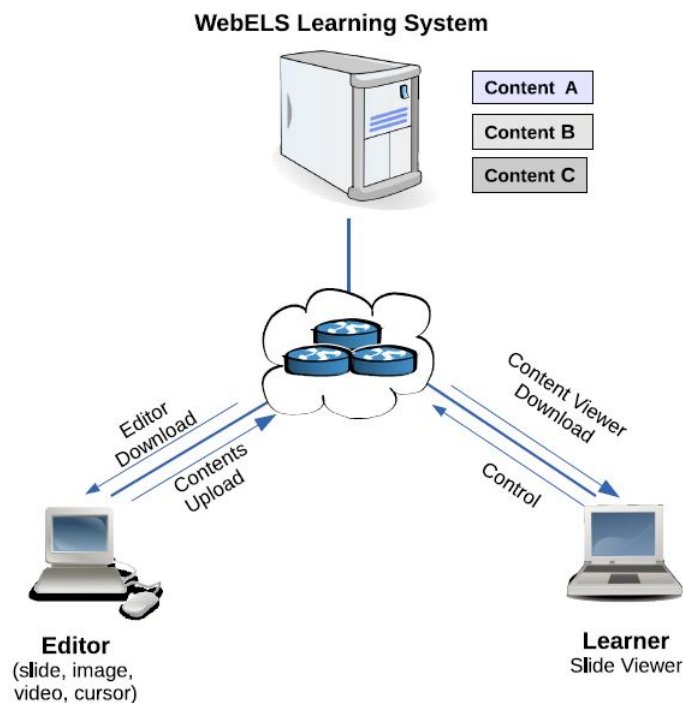 WebELS Learning System
Content A
Content B
Content C
Editor
Download
Contents
Upload
Content Viewer
Download
Control
Editor
(slide, image,
video, cursor)
Learner
Slide Viewer